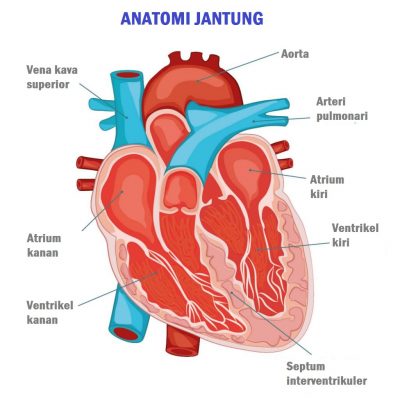 ANATOMI JANTUNG
Aorta
Vena kava
superior
Arteri
pulmonari
Atrium
kiri
Atrium
kanan
Ventrikel
kiri
Ventrikel
kanan
Septum
interventrikuler